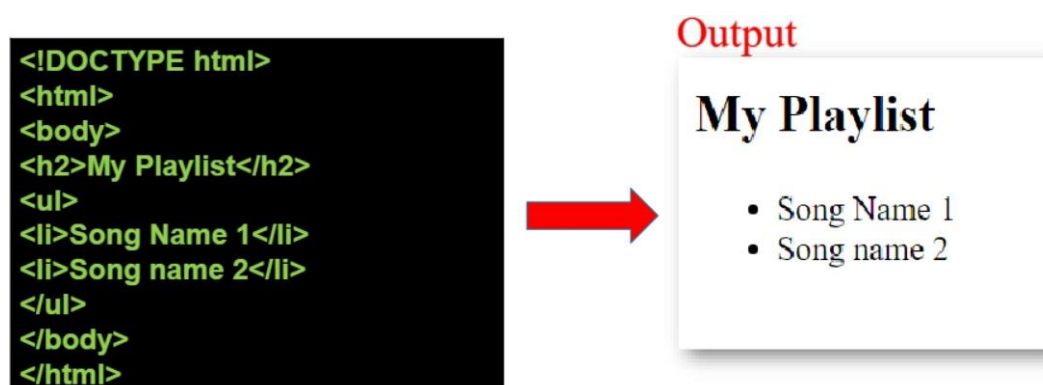 <!DOCTYPE html>
<html>
<body>
<h2>My Playlist</h2>
<ul>
<li>Song Name 1</li>
<li>Song name 2</li>
</ul>
</body>
</html>
Output
My Playlist
• Song Name 1
• Song name 2